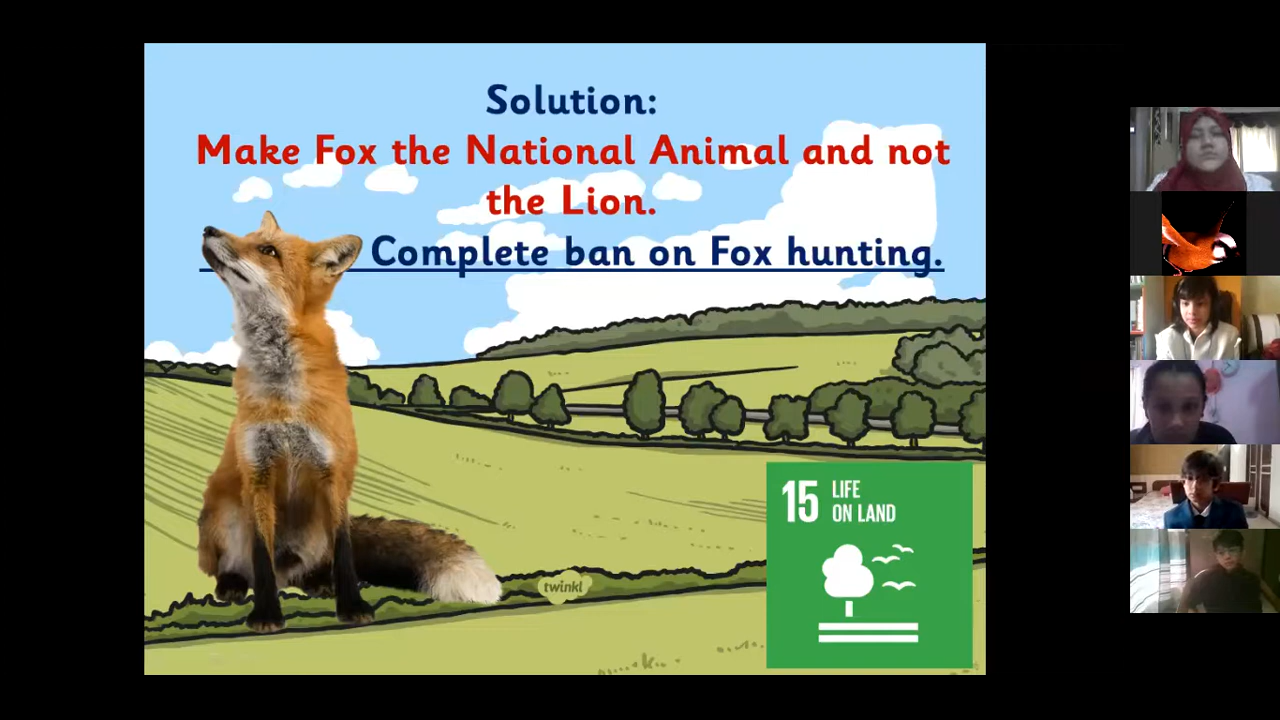 Solution:
Make Fox the National Animal and not
the Lion.
Complete ban on Fox hunting.
15 LIFE
ON LAND
twinkl